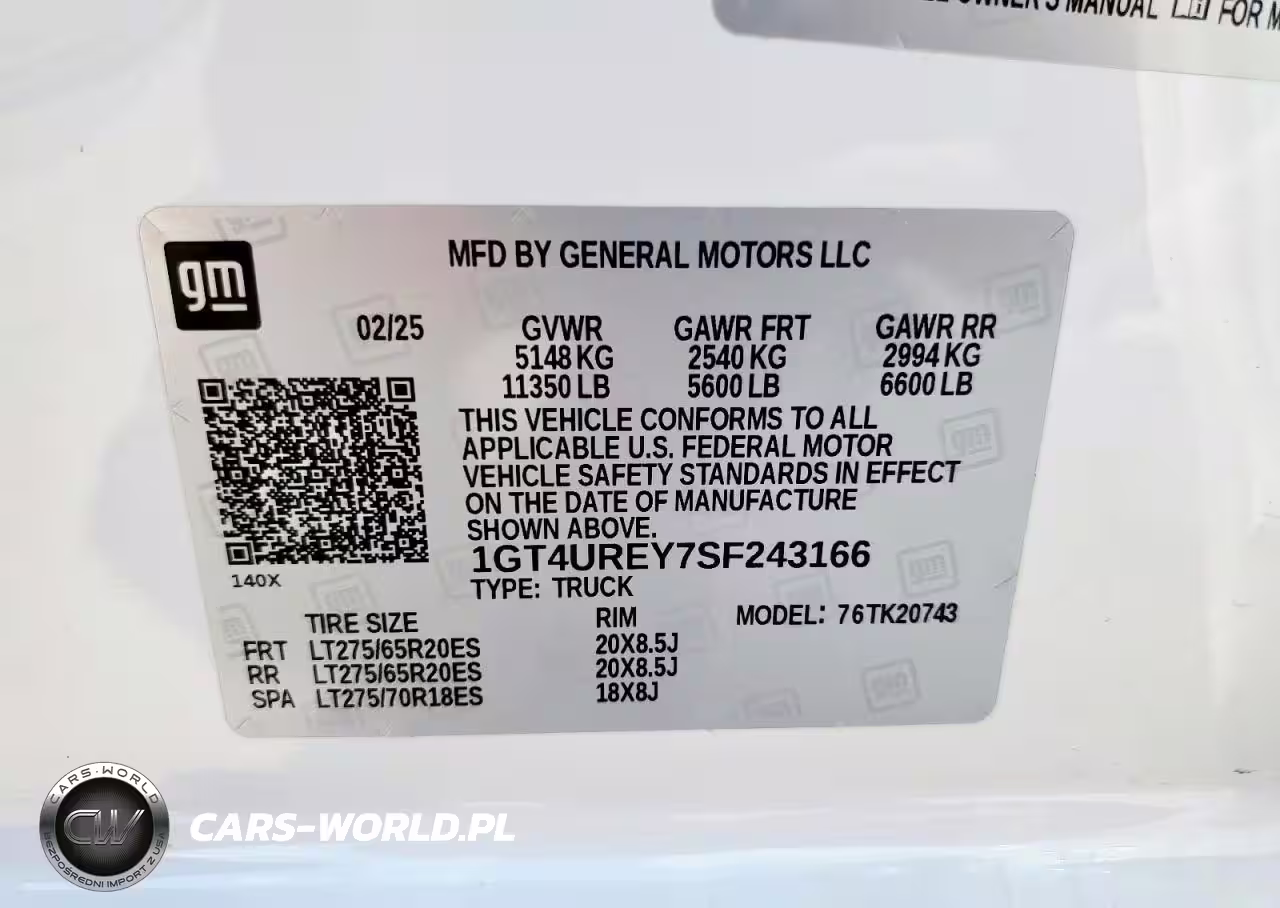 OWNER'S MANUAL FOR
gm
MFD BY GENERAL MOTORS LLC
02/25 GVWR GAWR FRT GAWR RR
5148 KG 2540 KG 2994 KG
11350 LB 5600 LB 6600 LB
THIS VEHICLE CONFORMS TO ALL
APPLICABLE U.S. FEDERAL MOTOR
VEHICLE SAFETY STANDARDS IN EFFECT
ON THE DATE OF MANUFACTURE
SHOWN ABOVE.
1GT4UREY7SF243166
140X
TYPE: TRUCK
TIRE SIZE RIM MODEL: 76TK20743
FRT LT275/65R20ES 20X8.5J
RR LT275/65R20ES 20X8.5J
SPA LT275/70R18ES 18X8J
CARS-WORLD
CW
BEZPOŚREDNI IMPORT Z USA
CARS-WORLD.PL